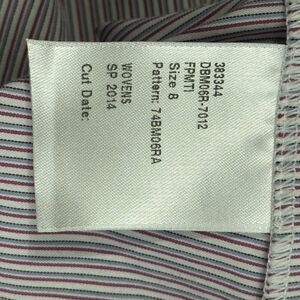 383344
DBM06R-7012
FPMTI
Size 8
Pattern: 74BM06RA
WOVENS
SP 2014
Cut Date: